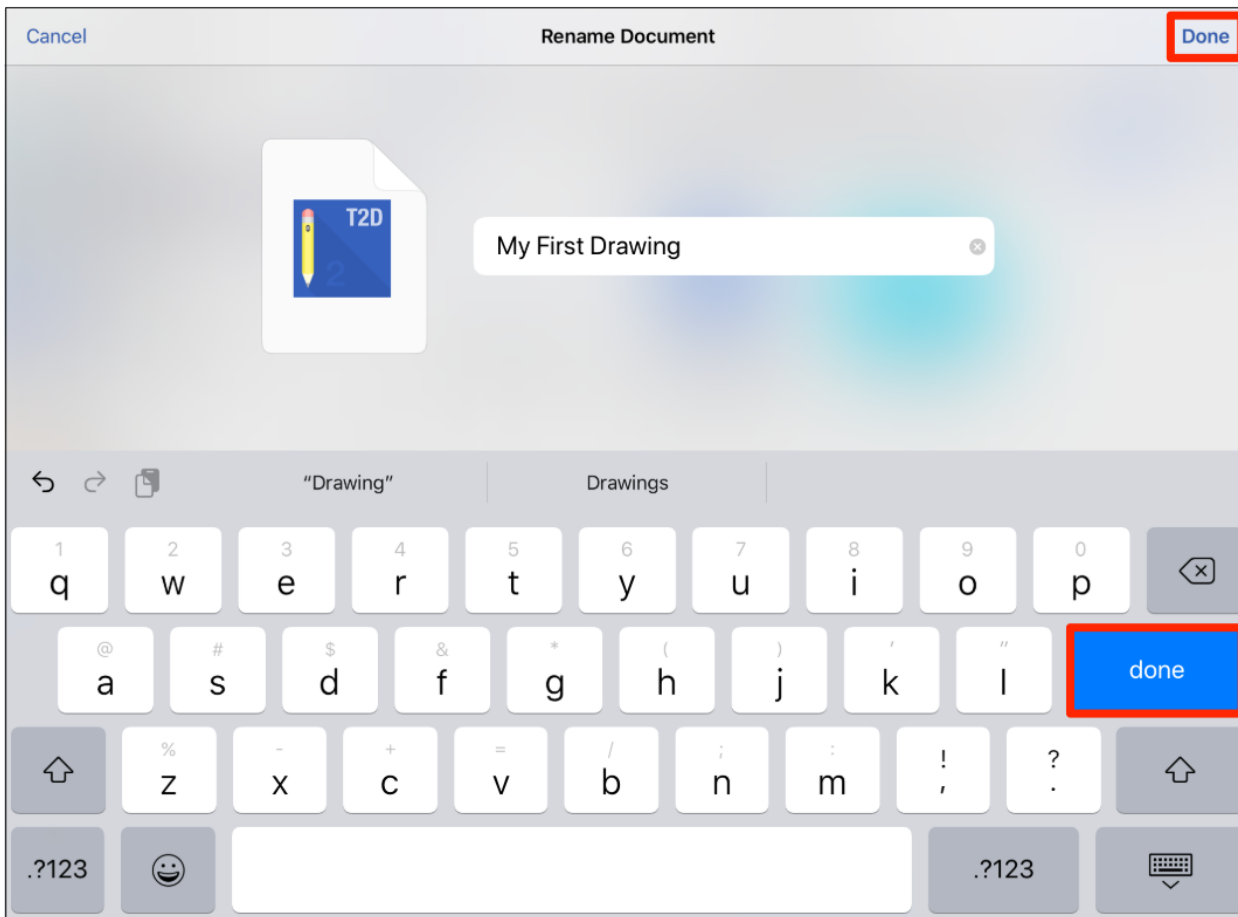 Cancel Rename Document Done
T2D
2
My First Drawing
“Drawing” Drawings
1 2 3 4 5 6 7 8 9 0
q w e r t y u i o p
@ # $ & * ( ) ' "
a s d f g h j k l done
% - + = / ; : ! ?
z x c v b n m , .
.?123 .?123